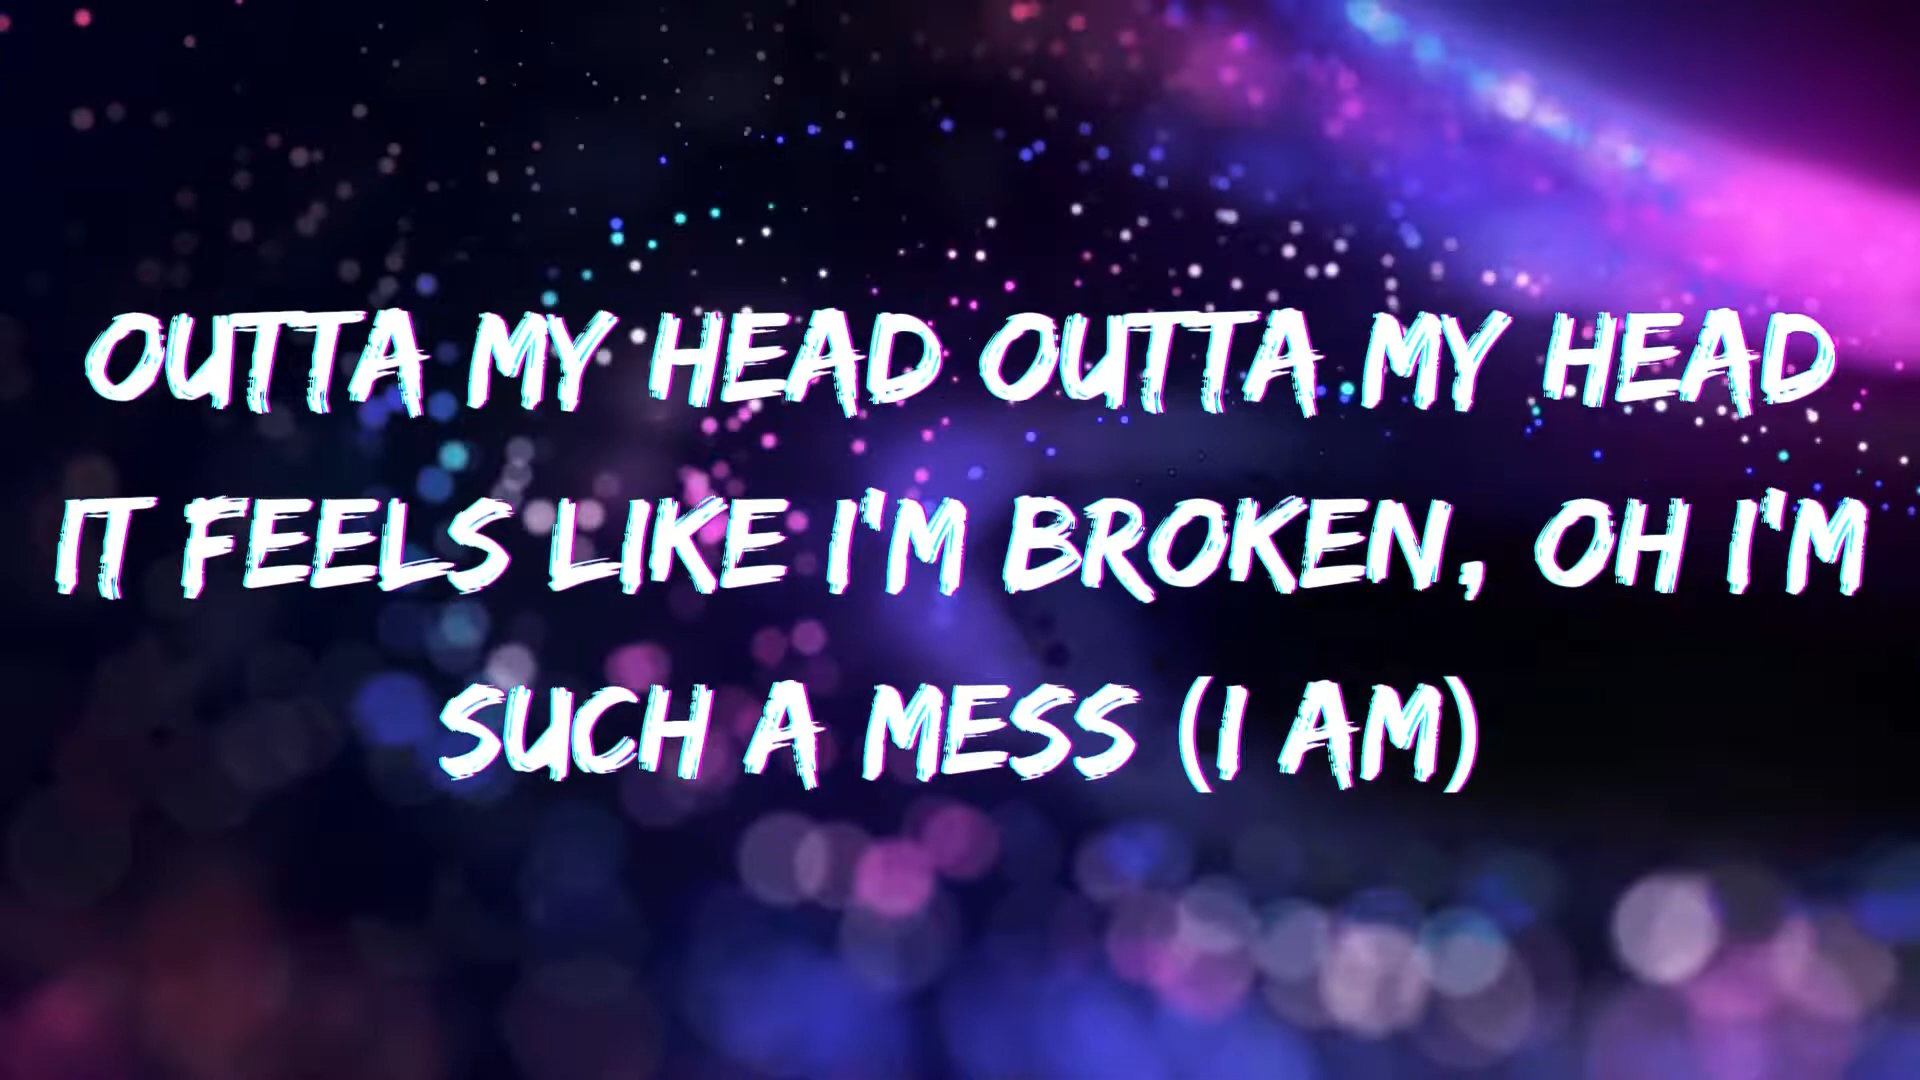 OUTTA MY HEAD OUTTA MY HEAD
IT FEELS LIKE I'M BROKEN, OH I'M
SUCH A MESS (I AM)